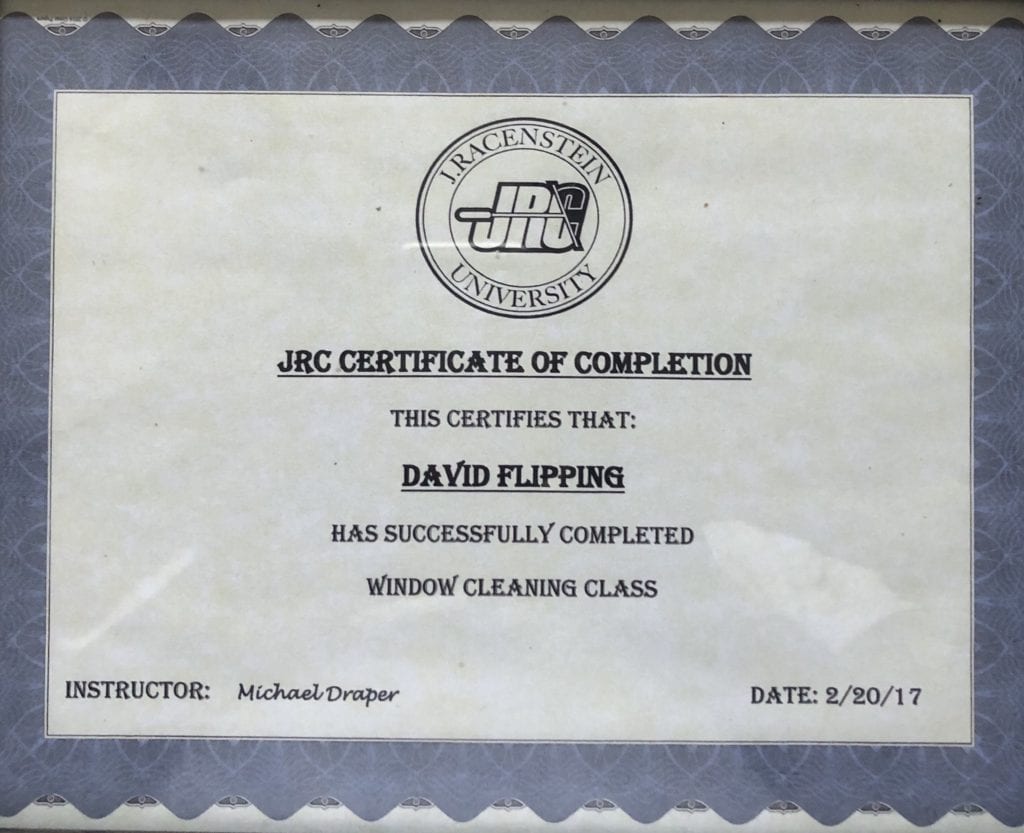 J.RACENSTEIN
JRC
UNIVERSITY
JRC CERTIFICATE OF COMPLETION
THIS CERTIFIES THAT:
DAVID FLIPPING
HAS SUCCESSFULLY COMPLETED
WINDOW CLEANING CLASS
INSTRUCTOR: Michael Draper
DATE: 2/20/17